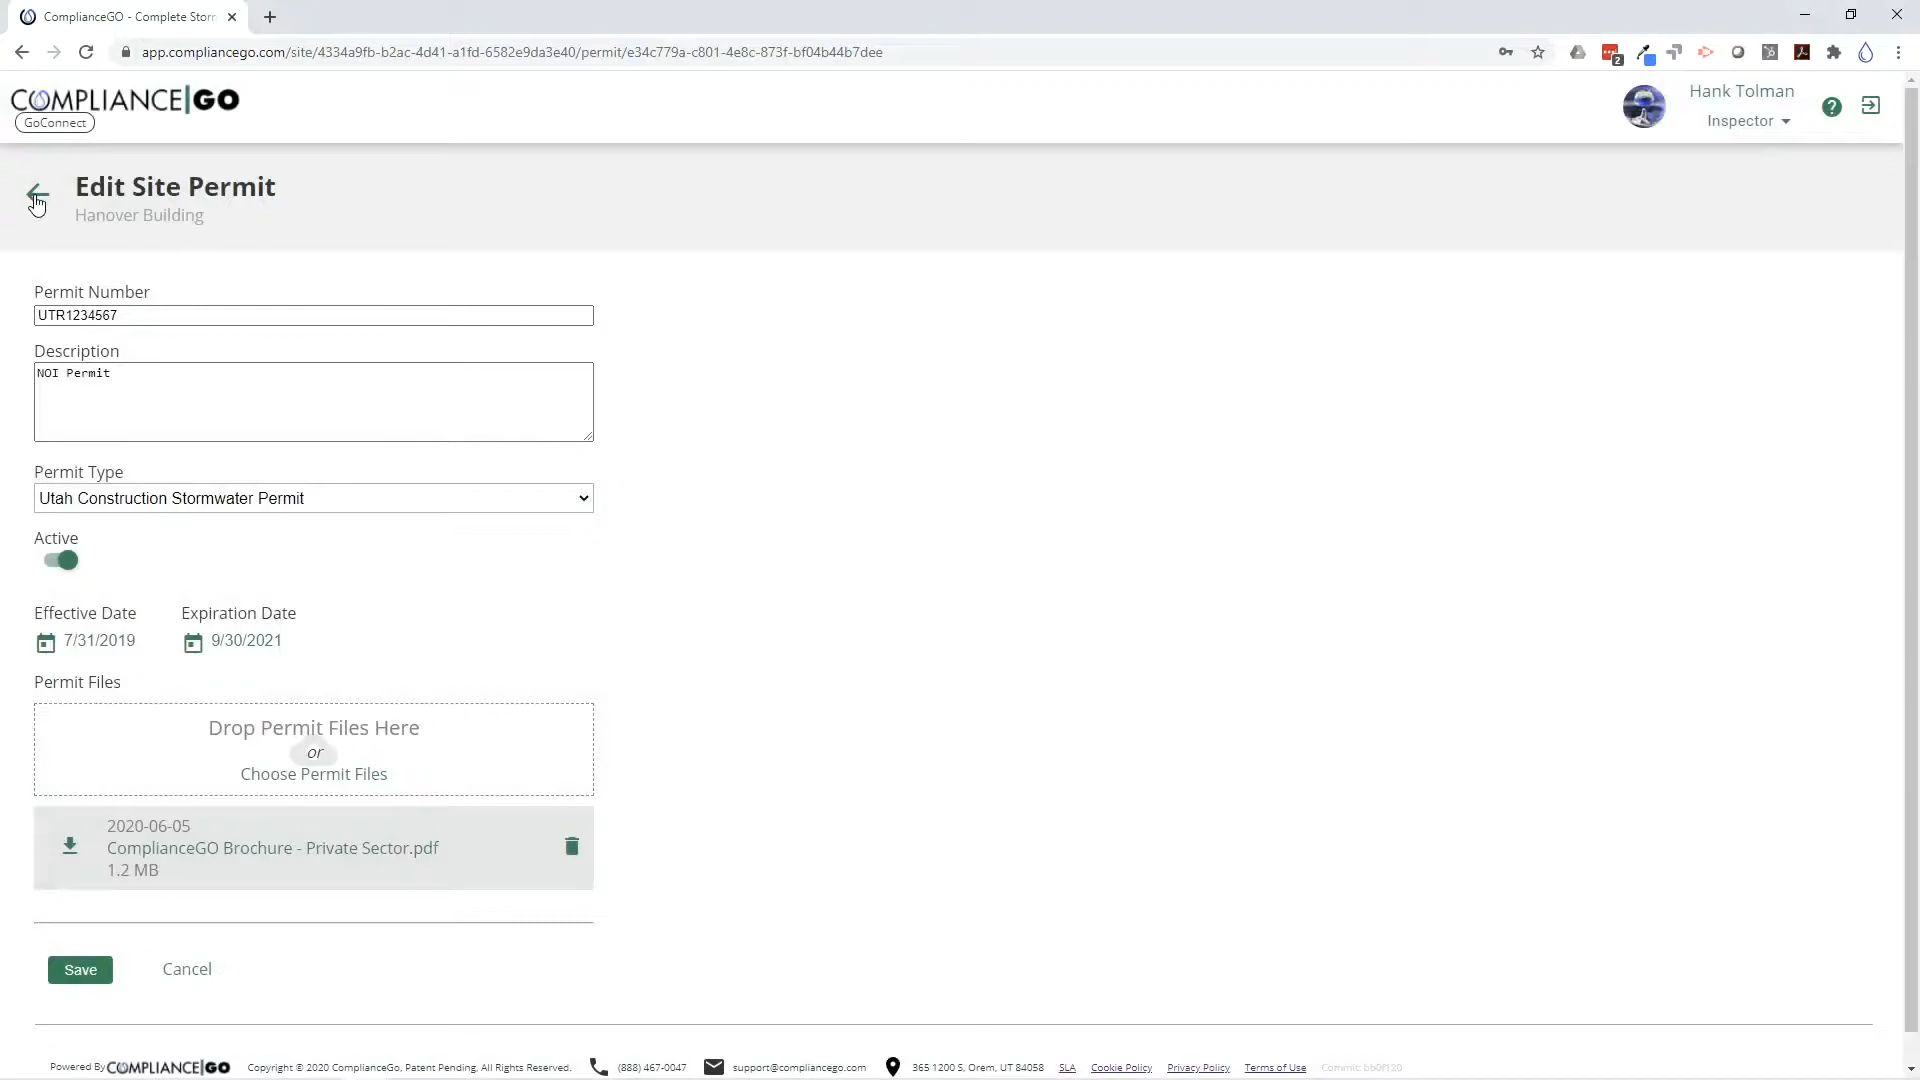 ComplianceGO - Complete Storm
app.compliancego.com/site/4334a9fb-b2ac-4d41-a1fd-6582e9da3e40/permit/e34c779a-c801-4e8c-873f-bf04b44b7dee
2
COMPLIANCE|GO
GoConnect
Hank Tolman
Inspector
?
Edit Site Permit
Hanover Building
Permit Number
UTR1234567
Description
NOI Permit
Permit Type
Utah Construction Stormwater Permit
Active
Effective Date Expiration Date
7/31/2019 9/30/2021
Permit Files
Drop Permit Files Here
or
Choose Permit Files
2020-06-05
ComplianceGO Brochure - Private Sector.pdf
1.2 MB
Save Cancel
Powered By COMPLIANCE|GO Copyright © 2020 ComplianceGo, Patent Pending, All Rights Reserved. (888) 467-0047 support@compliancego.com 365 1200 S, Orem, UT 84058 SLA Cookie Policy Privacy Policy Terms of Use Commit: bb0f120